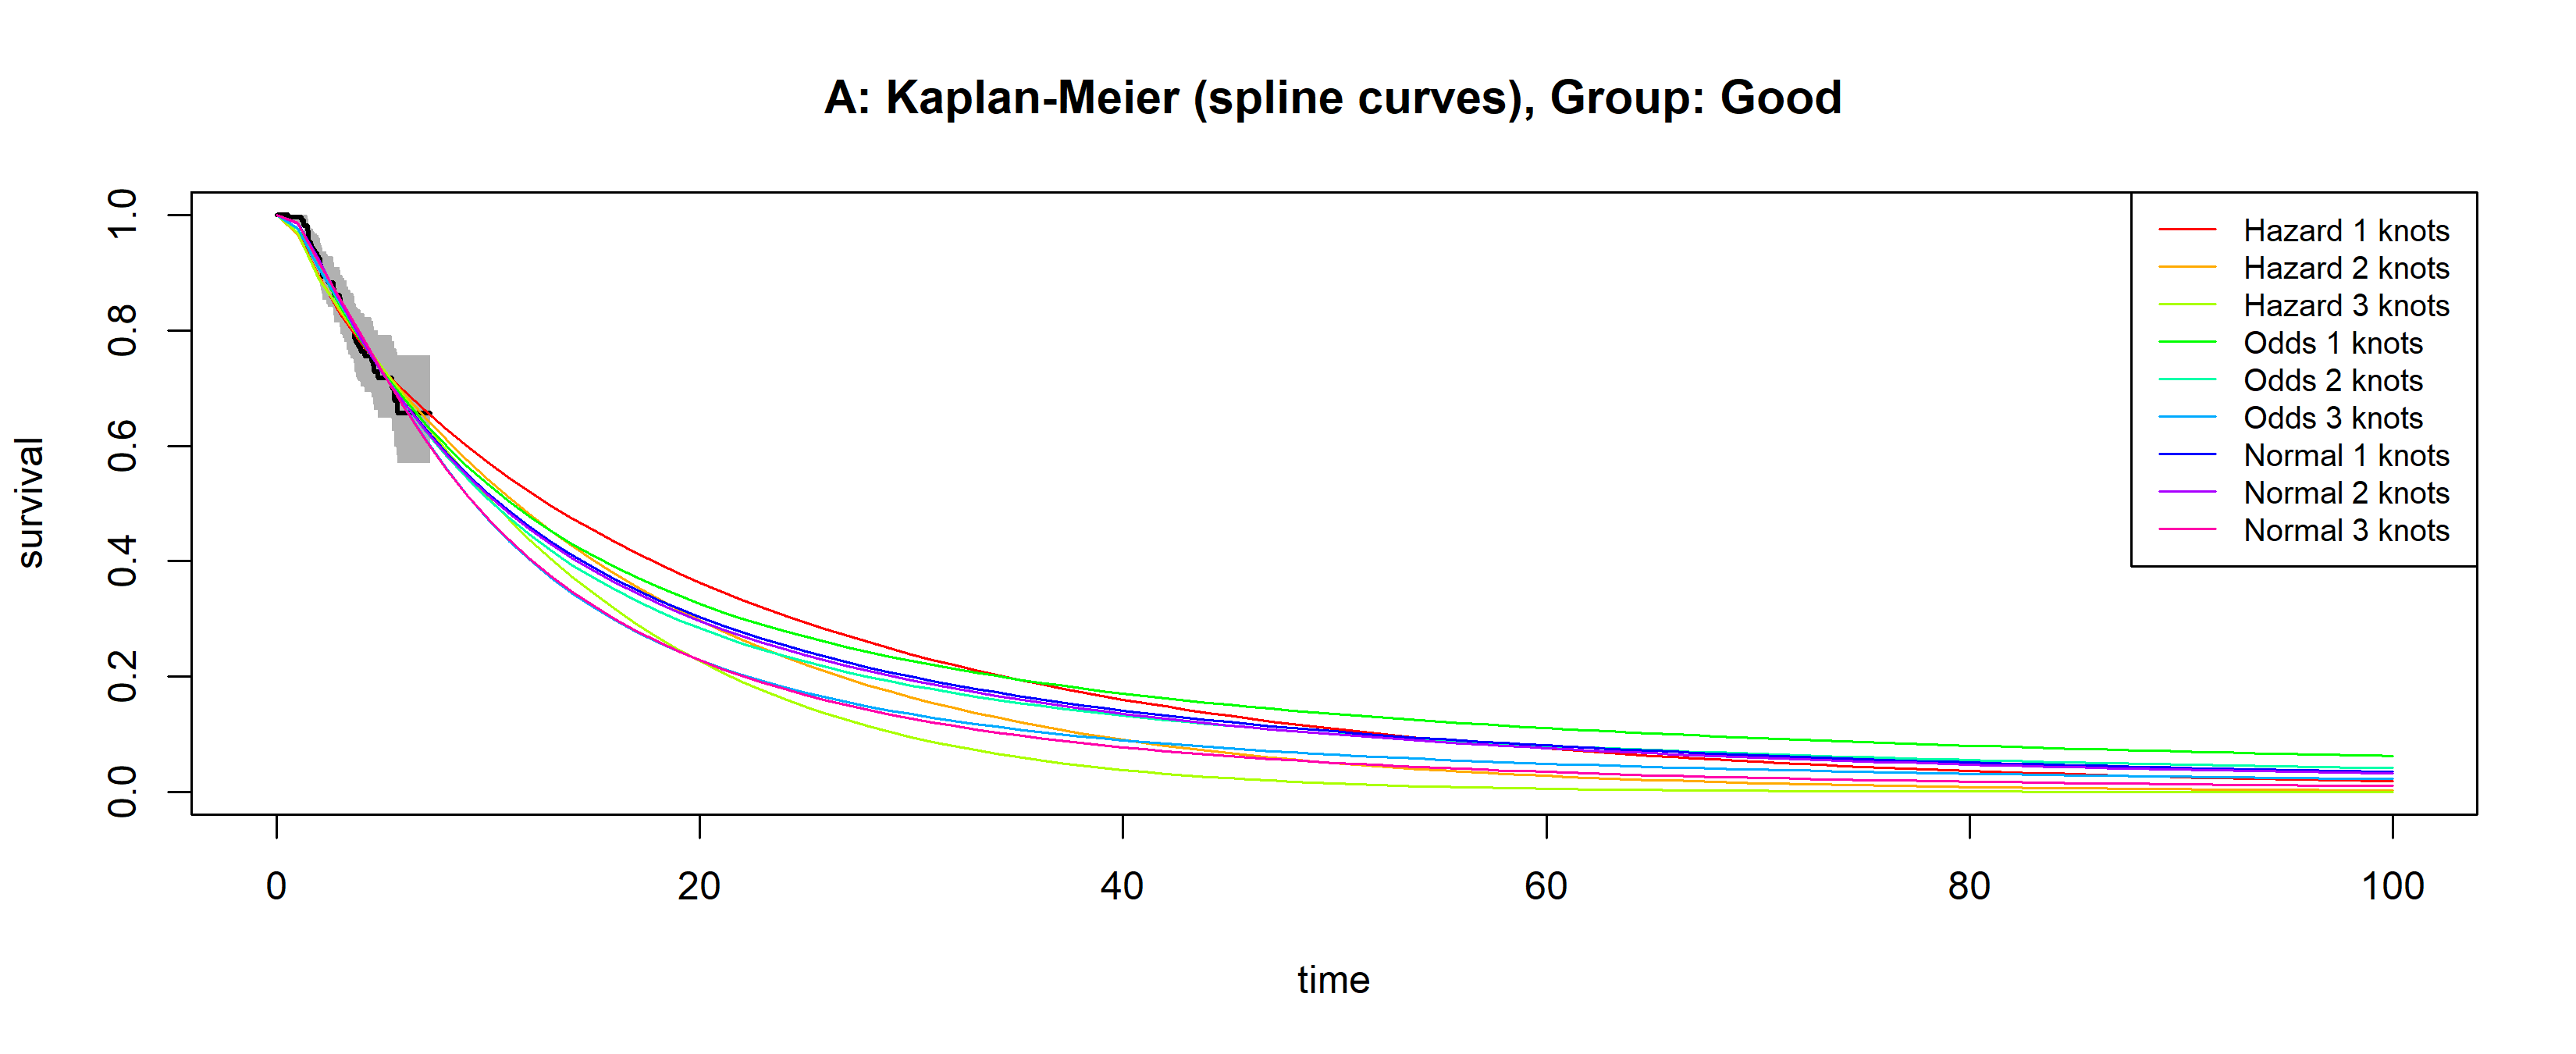 A: Kaplan-Meier (spline curves), Group: Good
survival
1.0
0.8
0.6
0.4
0.2
0.0
Hazard 1 knots
Hazard 2 knots
Hazard 3 knots
Odds 1 knots
Odds 2 knots
Odds 3 knots
Normal 1 knots
Normal 2 knots
Normal 3 knots
0 20 40 60 80 100
time